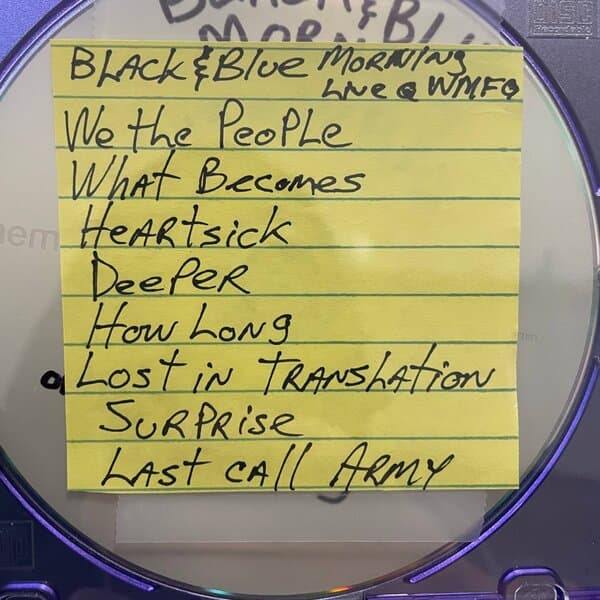 BLACK & BLUE MORNING
LIVE @ WMFO
We the PeoPLe
WHAT Becomes
HeARtsick
DeePeR
How Long
Lost in TRANSLATION
SuRPRise
LAst cALL ARMY